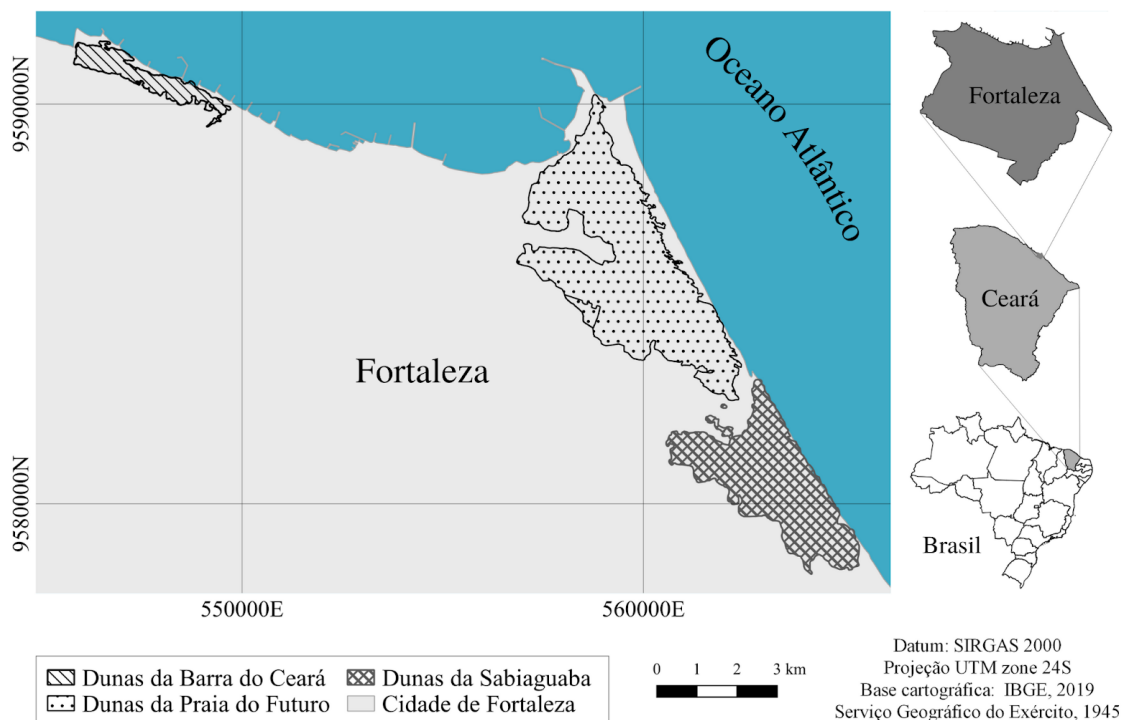 Oceano Atlântico
Fortaleza
9590000N
9580000N
550000E
560000E
Fortaleza
Ceará
Brasil
Dunas da Barra do Ceará
Dunas da Praia do Futuro
Dunas da Sabiaguaba
Cidade de Fortaleza
0 1 2 3 km
Datum: SIRGAS 2000
Projeção UTM zone 24S
Base cartográfica: IBGE, 2019
Serviço Geográfico do Exército, 1945